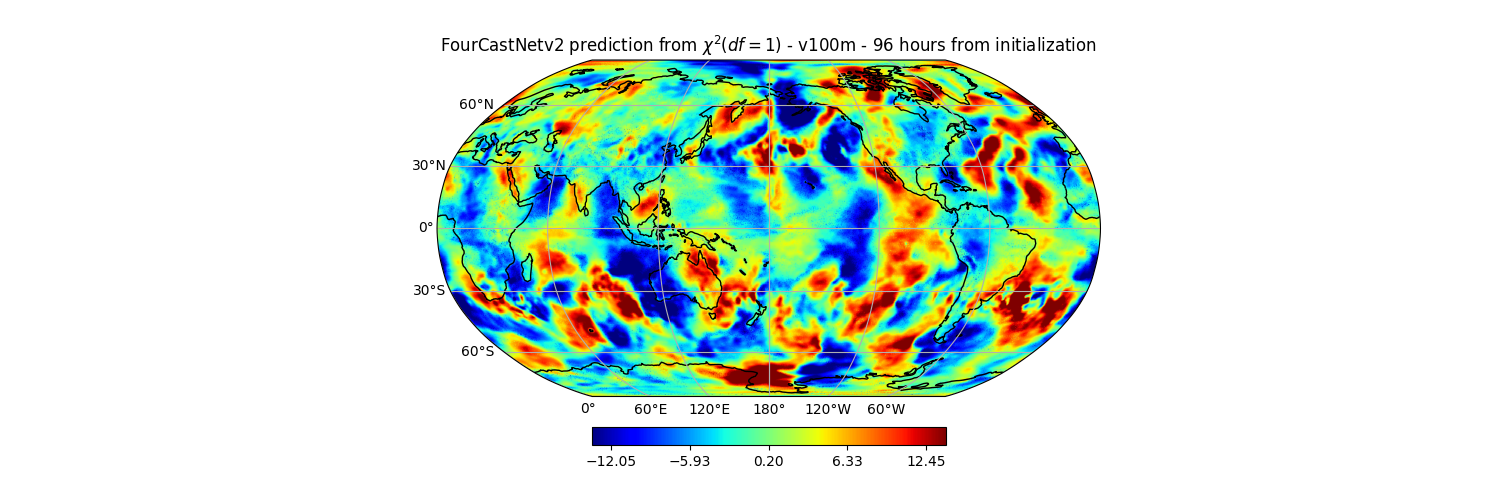 FourCastNetv2 prediction from χ²(df = 1) - v100m - 96 hours from initialization
60°N
30°N
0°
30°S
60°S
0° 60°E 120°E 180° 120°W 60°W
−12.05 −5.93 0.20 6.33 12.45